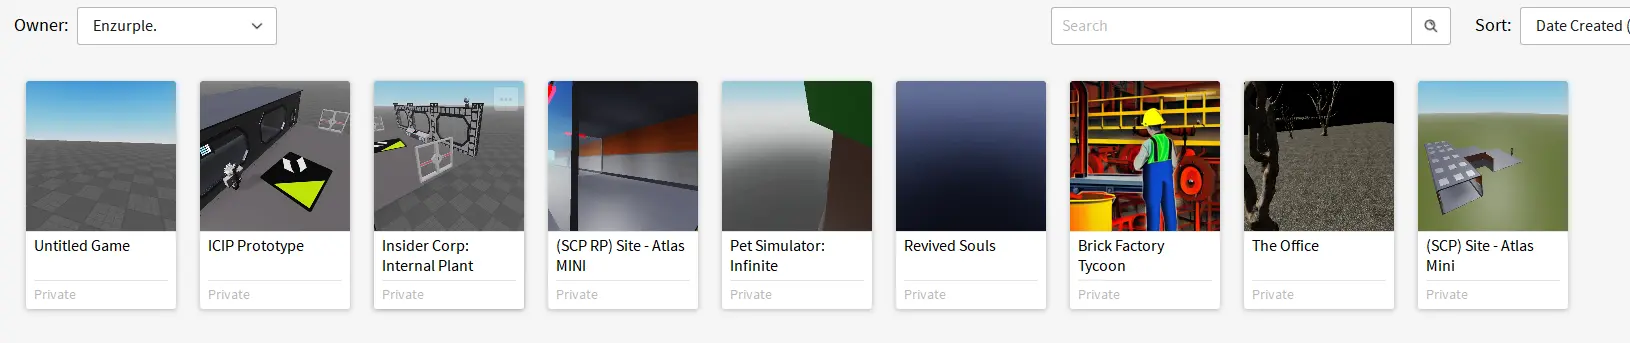 Owner:
Enzurple.
Search
Sort:
Date Created (
Untitled Game
Private
ICIP Prototype
Private
Insider Corp:
Internal Plant
Private
(SCP RP) Site - Atlas
MINI
Private
Pet Simulator:
Infinite
Private
Revived Souls
Private
Brick Factory
Tycoon
Private
The Office
Private
(SCP) Site - Atlas
Mini
Private